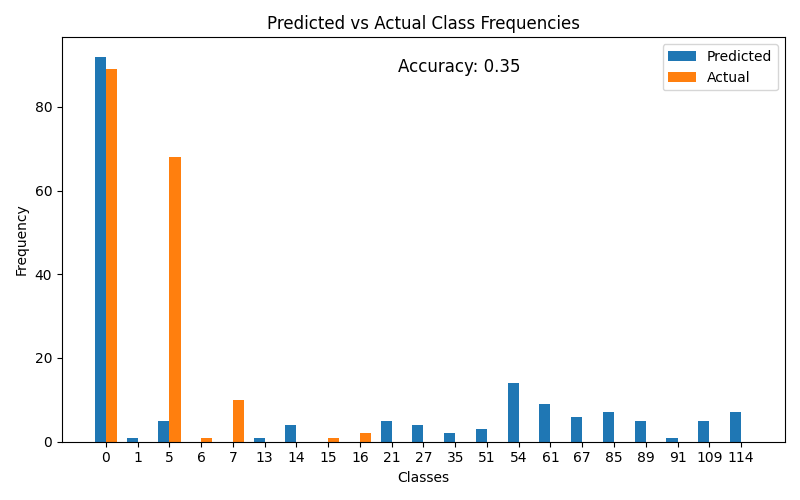 Predicted vs Actual Class Frequencies
Accuracy: 0.35
Predicted
Actual
Frequency
80
60
40
20
0
0 1 5 6 7 13 14 15 16 21 27 35 51 54 61 67 85 89 91 109 114
Classes